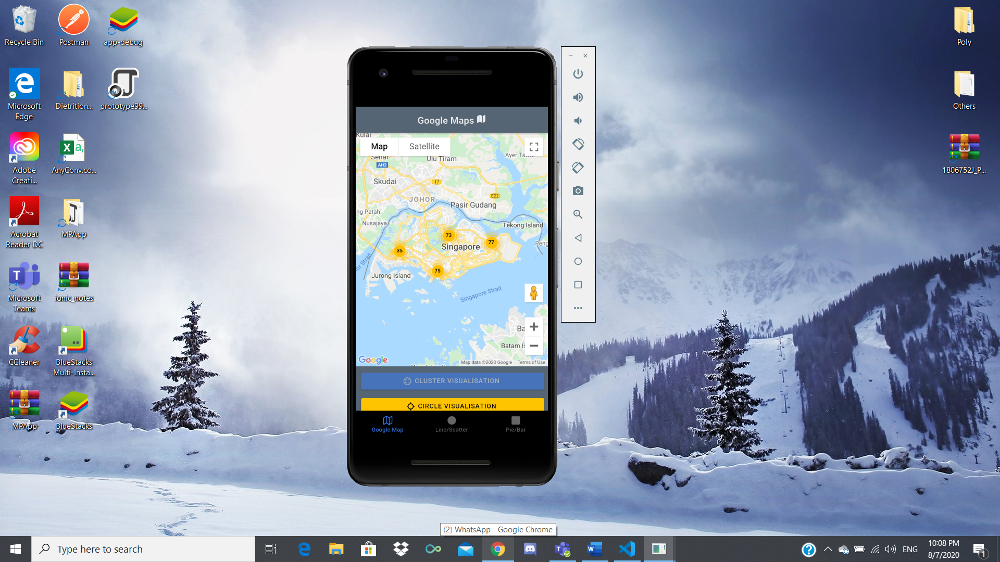 Recycle Bin
Postman
app-debug
Microsoft
Edge
Dietrition...
prototype99...
Adobe
Creati...
AnyConv.co...
Acrobat
Reader DC
MPApp
Microsoft
Teams
ionic_notes
CCleaner
BlueStacks
Multi-Insta...
MPApp
BlueStacks
Poly
Others
1806752J_P...
Google Maps
Kulai
Map
Satellite
Senai
Ulu Tiram
AH2
Skudai
17
JOHOR
E22
Pasir Gudang
ng Patah
Nusajaya
Tekong Island
73
77
Singapore
Peng
35
75
Jurong Island
Singapore Strait
Ba
Batam Is
Google
Map data ©2020 Google
Terms of Use
CLUSTER VISUALISATION
CIRCLE VISUALISATION
Google Map
Line/Scatter
Pie/Bar
(2) WhatsApp - Google Chrome
Type here to search
ENG
10:08 PM
8/7/2020
1